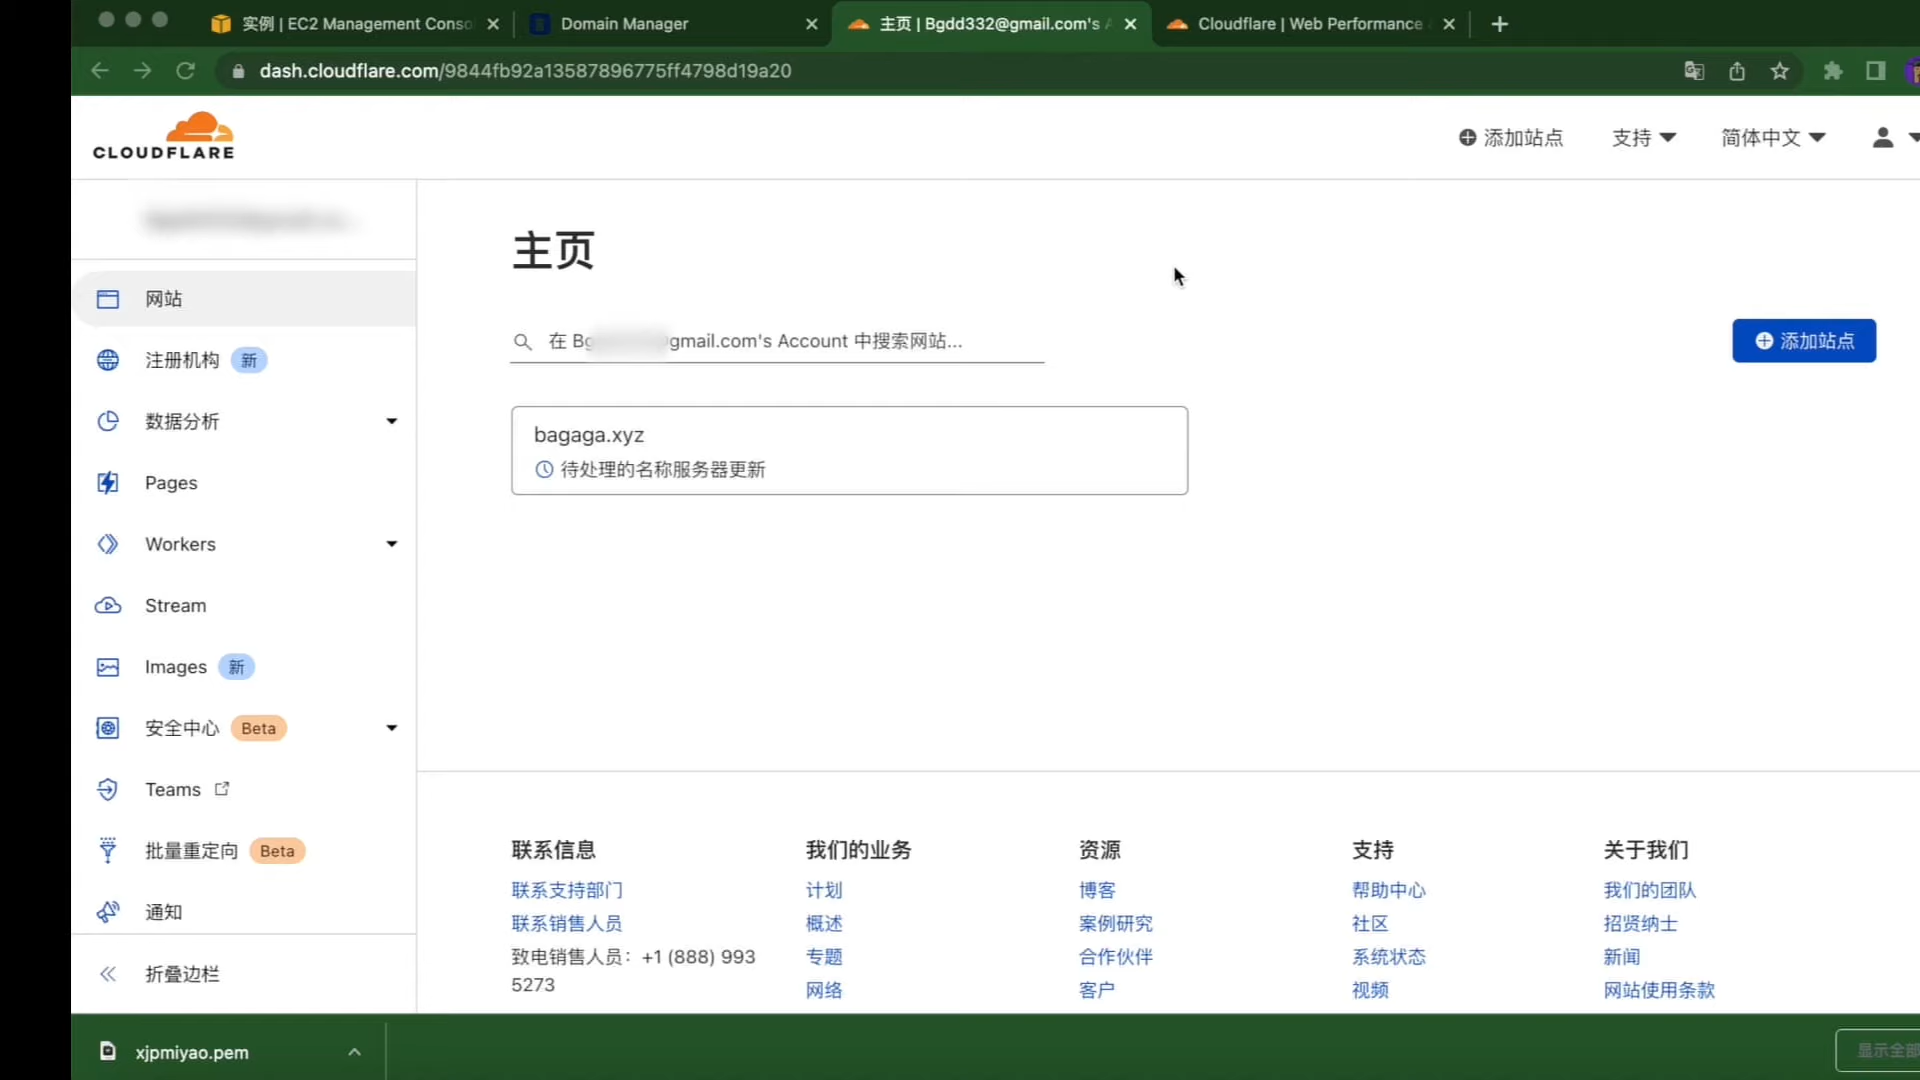 实例 | EC2 Management Conso
Domain Manager
主页 | Bgdd332@gmail.com's A
Cloudflare | Web Performance
dash.cloudflare.com/9844fb92a13587896775ff4798d19a20
CLOUDFLARE
添加站点
支持
简体中文
主页
在 Bg gmail.com's Account 中搜索网站...
添加站点
bagaga.xyz
待处理的名称服务器更新
网站
注册机构 新
数据分析
Pages
Workers
Stream
Images 新
安全中心 Beta
Teams
批量重定向 Beta
通知
折叠边栏
联系信息
联系支持部门
联系销售人员
致电销售人员：+1 (888) 993
5273
我们的业务
计划
概述
专题
网络
资源
博客
案例研究
合作伙伴
客户
支持
帮助中心
社区
系统状态
视频
关于我们
我们的团队
招贤纳士
新闻
网站使用条款
xjpmiyao.pem
显示全部